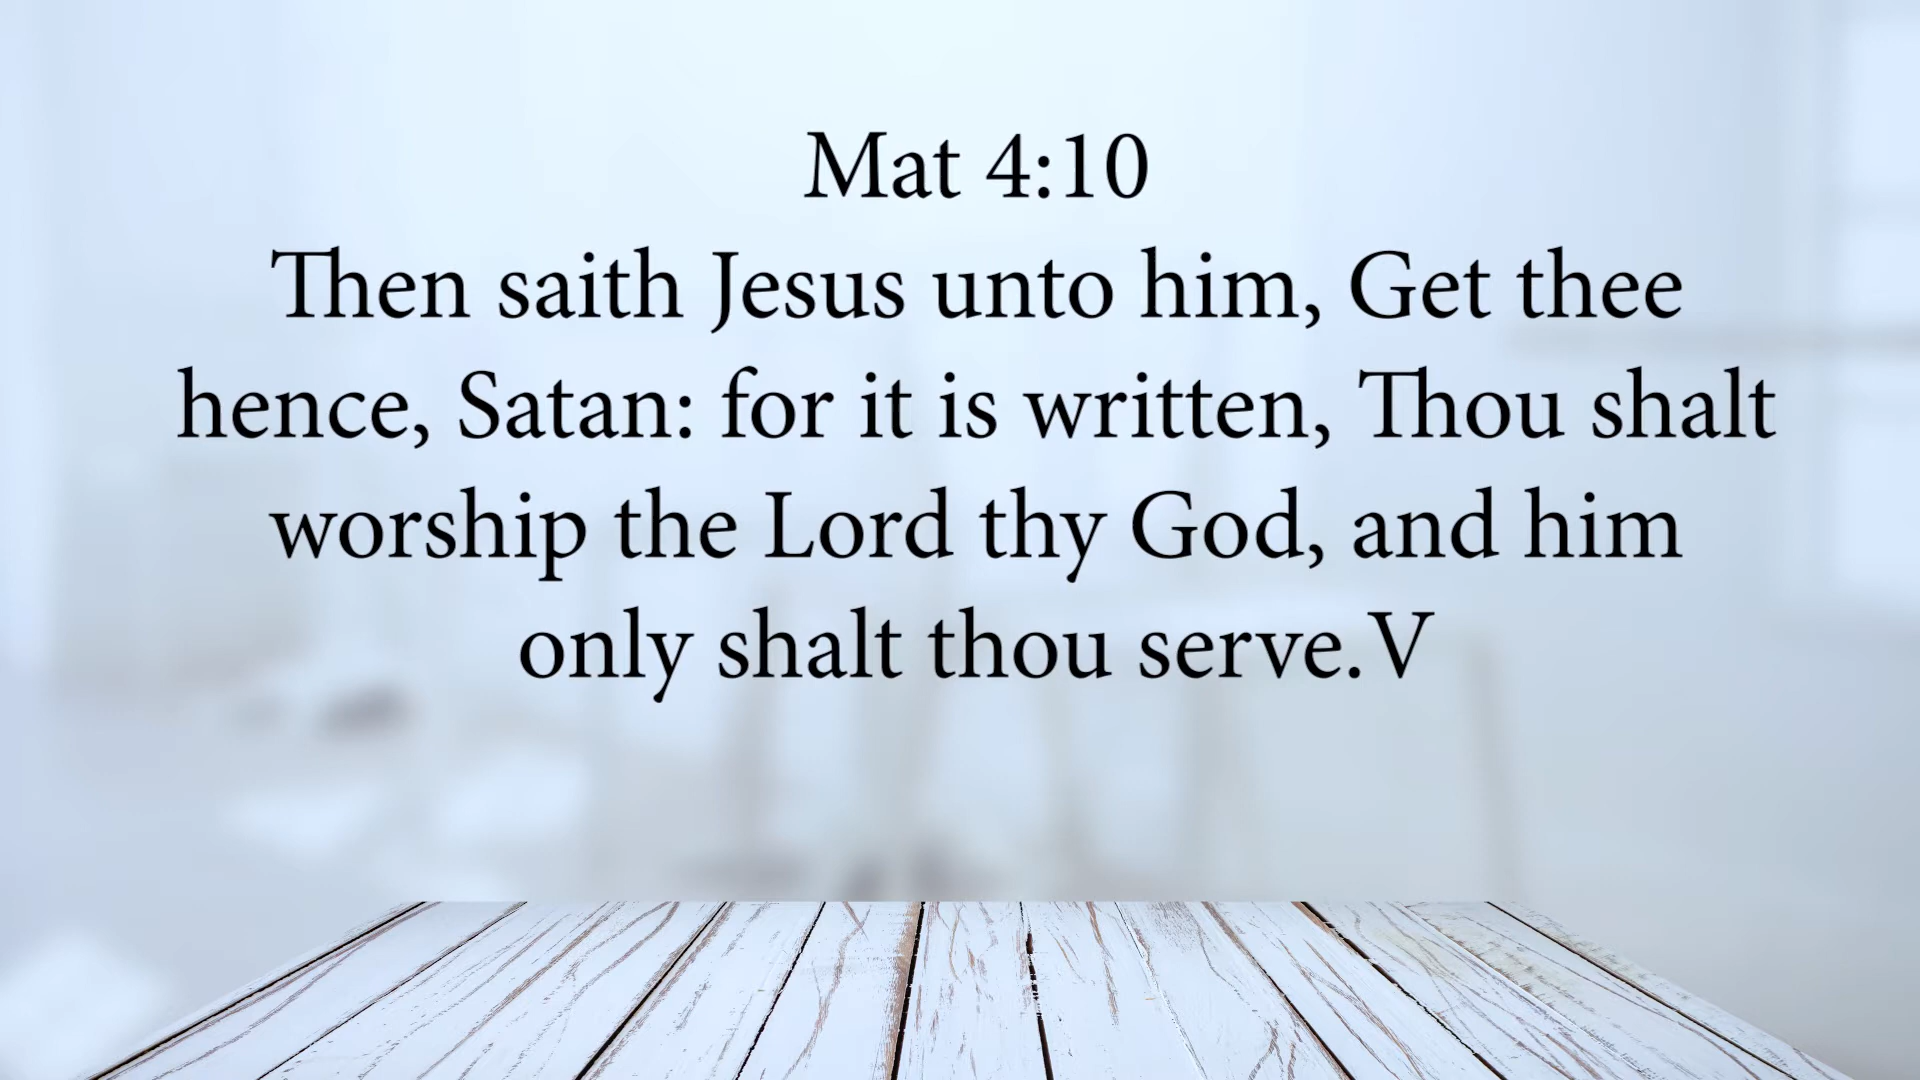 Mat 4:10
Then saith Jesus unto him, Get thee
hence, Satan: for it is written, Thou shalt
worship the Lord thy God, and him
only shalt thou serve.V